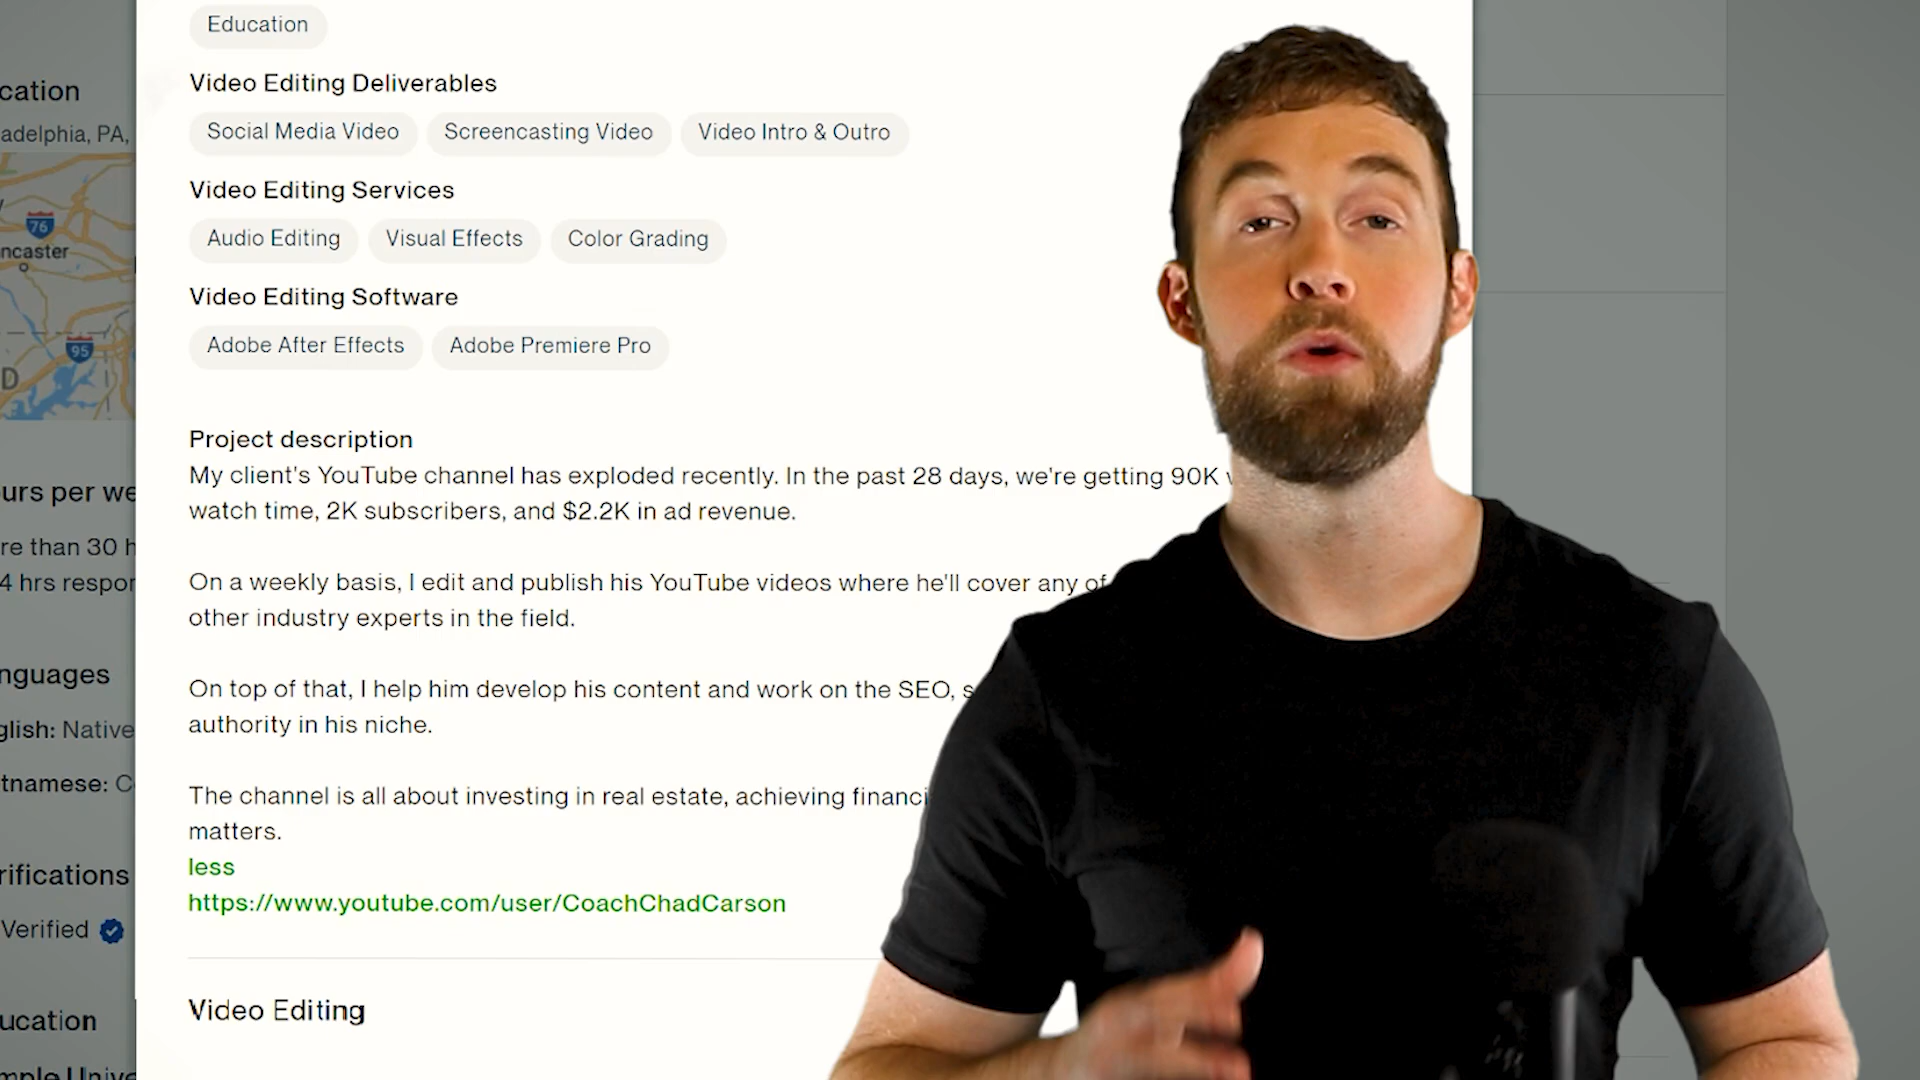 Education
Video Editing Deliverables
Social Media Video Screencasting Video Video Intro & Outro
Video Editing Services
Audio Editing Visual Effects Color Grading
Video Editing Software
Adobe After Effects Adobe Premiere Pro
Project description
My client's YouTube channel has exploded recently. In the past 28 days, we're getting 90K
watch time, 2K subscribers, and $2.2K in ad revenue.
On a weekly basis, I edit and publish his YouTube videos where he'll cover any of
other industry experts in the field.
On top of that, I help him develop his content and work on the SEO, s
authority in his niche.
The channel is all about investing in real estate, achieving financi
matters.
less
https://www.youtube.com/user/CoachChadCarson
Video Editing
cation
adelphia, PA,
76
ncaster
95
D
urs per we
re than 30 h
4 hrs respor
nguages
glish: Native
tnamese: C
rifications
Verified
ucation
mple Unive